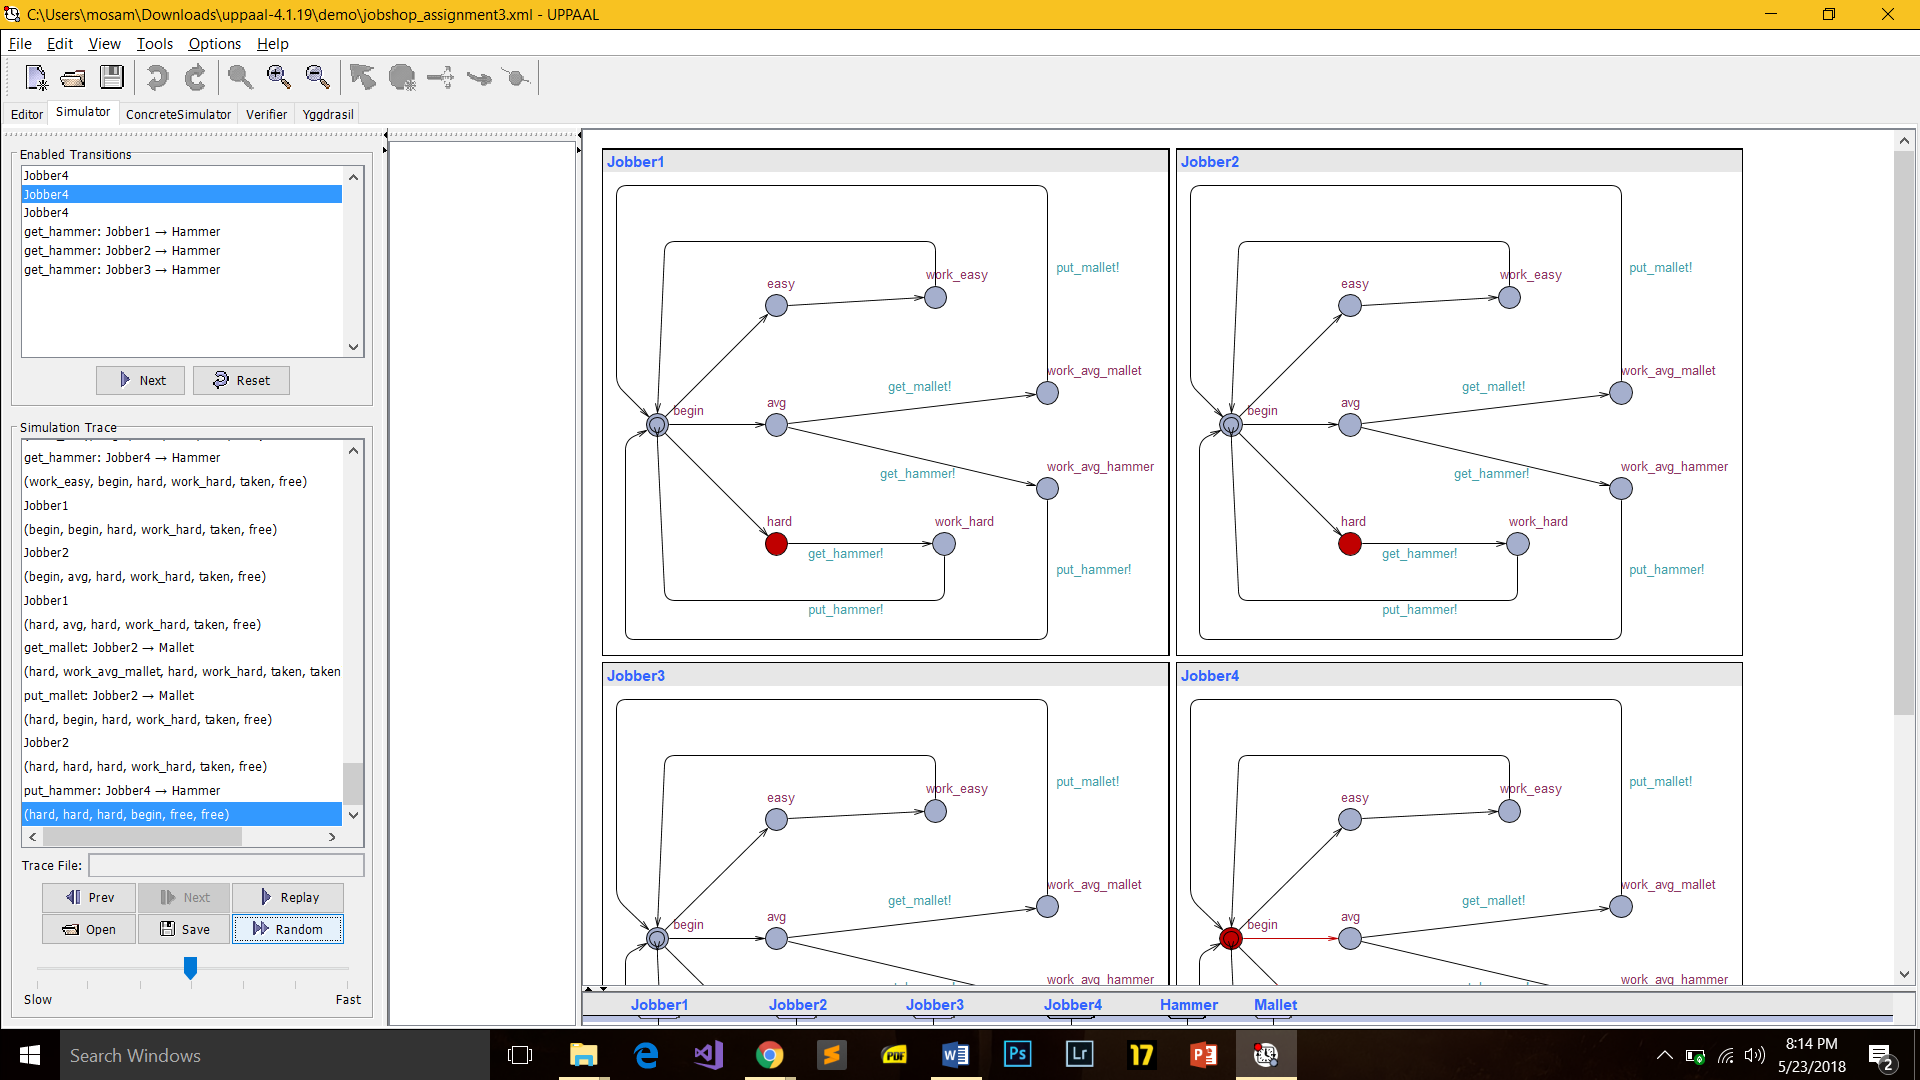 C:\Users\mosam\Downloads\uppaal-4.1.19\demo\jobshop_assignment3.xml - UPPAAL
File Edit View Tools Options Help
Editor Simulator ConcreteSimulator Verifier Yggdrasil
Enabled Transitions
Jobber4
Jobber4
Jobber4
get_hammer: Jobber1 → Hammer
get_hammer: Jobber2 → Hammer
get_hammer: Jobber3 → Hammer
Next Reset
Simulation Trace
get_hammer: Jobber4 → Hammer
(work_easy, begin, hard, work_hard, taken, free)
Jobber1
(begin, begin, hard, work_hard, taken, free)
Jobber2
(begin, avg, hard, work_hard, taken, free)
Jobber1
(hard, avg, hard, work_hard, taken, free)
get_mallet: Jobber2 → Mallet
(hard, work_avg_mallet, hard, work_hard, taken, taken
put_mallet: Jobber2 → Mallet
(hard, begin, hard, work_hard, taken, free)
Jobber2
(hard, hard, hard, work_hard, taken, free)
put_hammer: Jobber4 → Hammer
(hard, hard, hard, begin, free, free)
Trace File:
Prev Next Replay
Open Save Random
Slow Fast
Jobber1
put_mallet!
work_easy
easy
work_avg_mallet
get_mallet!
avg
begin
work_avg_hammer
get_hammer!
hard
work_hard
get_hammer!
put_hammer!
put_hammer!
Jobber2
put_mallet!
work_easy
easy
work_avg_mallet
get_mallet!
avg
begin
work_avg_hammer
get_hammer!
hard
work_hard
get_hammer!
put_hammer!
put_hammer!
Jobber3
put_mallet!
work_easy
easy
work_avg_mallet
get_mallet!
avg
begin
work_avg_hammer
Jobber4
put_mallet!
work_easy
easy
work_avg_mallet
get_mallet!
avg
begin
work_avg_hammer
Jobber1 Jobber2 Jobber3 Jobber4 Hammer Mallet
Search Windows
PDF
Ps
Lr
17
8:14 PM
5/23/2018
2